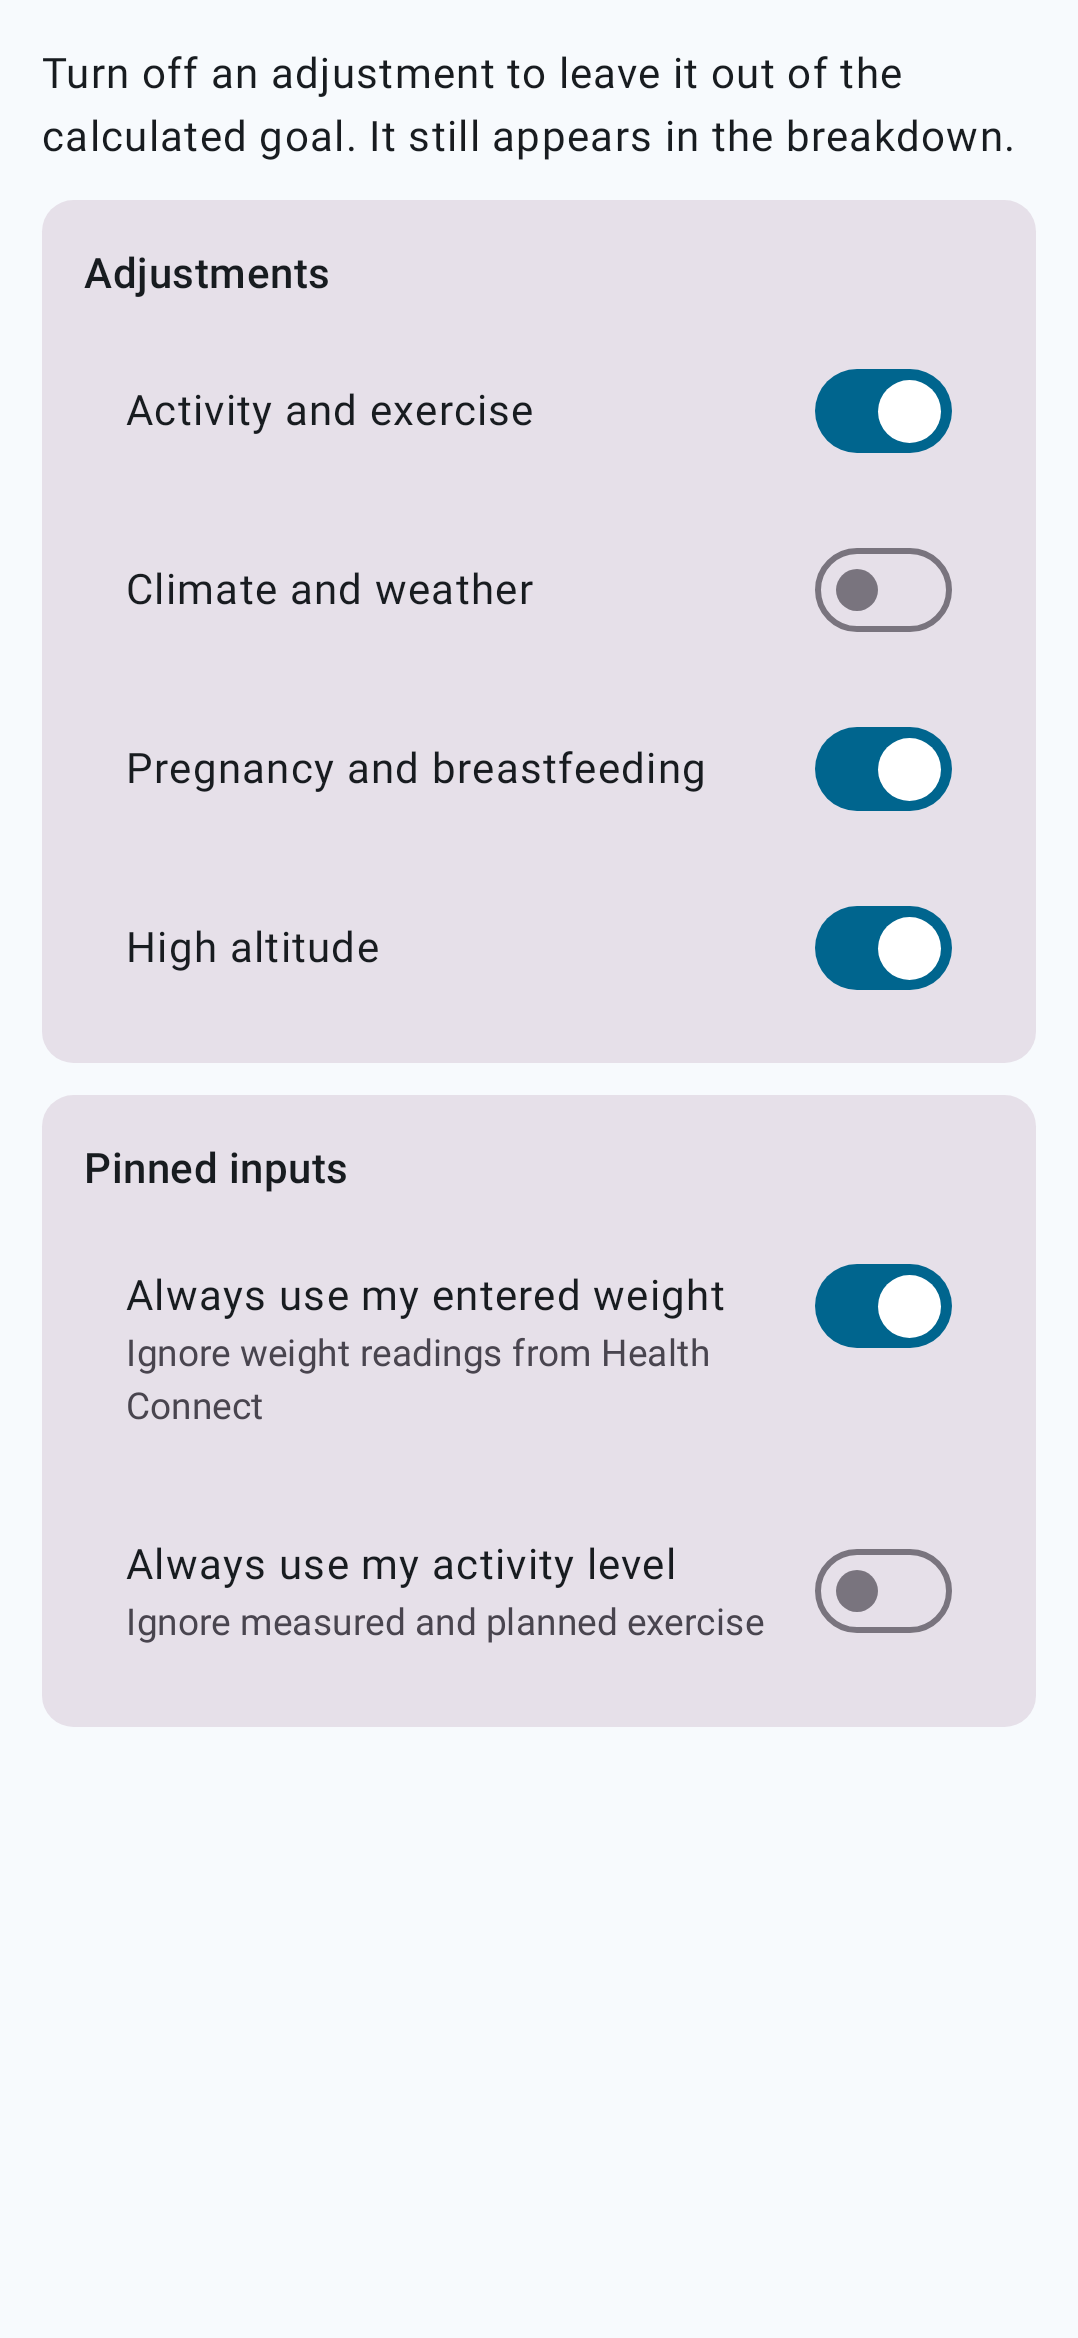 Turn off an adjustment to leave it out of the
calculated goal. It still appears in the breakdown.
Adjustments
Activity and exercise
Climate and weather
Pregnancy and breastfeeding
High altitude
Pinned inputs
Always use my entered weight
Ignore weight readings from Health
Connect
Always use my activity level
Ignore measured and planned exercise